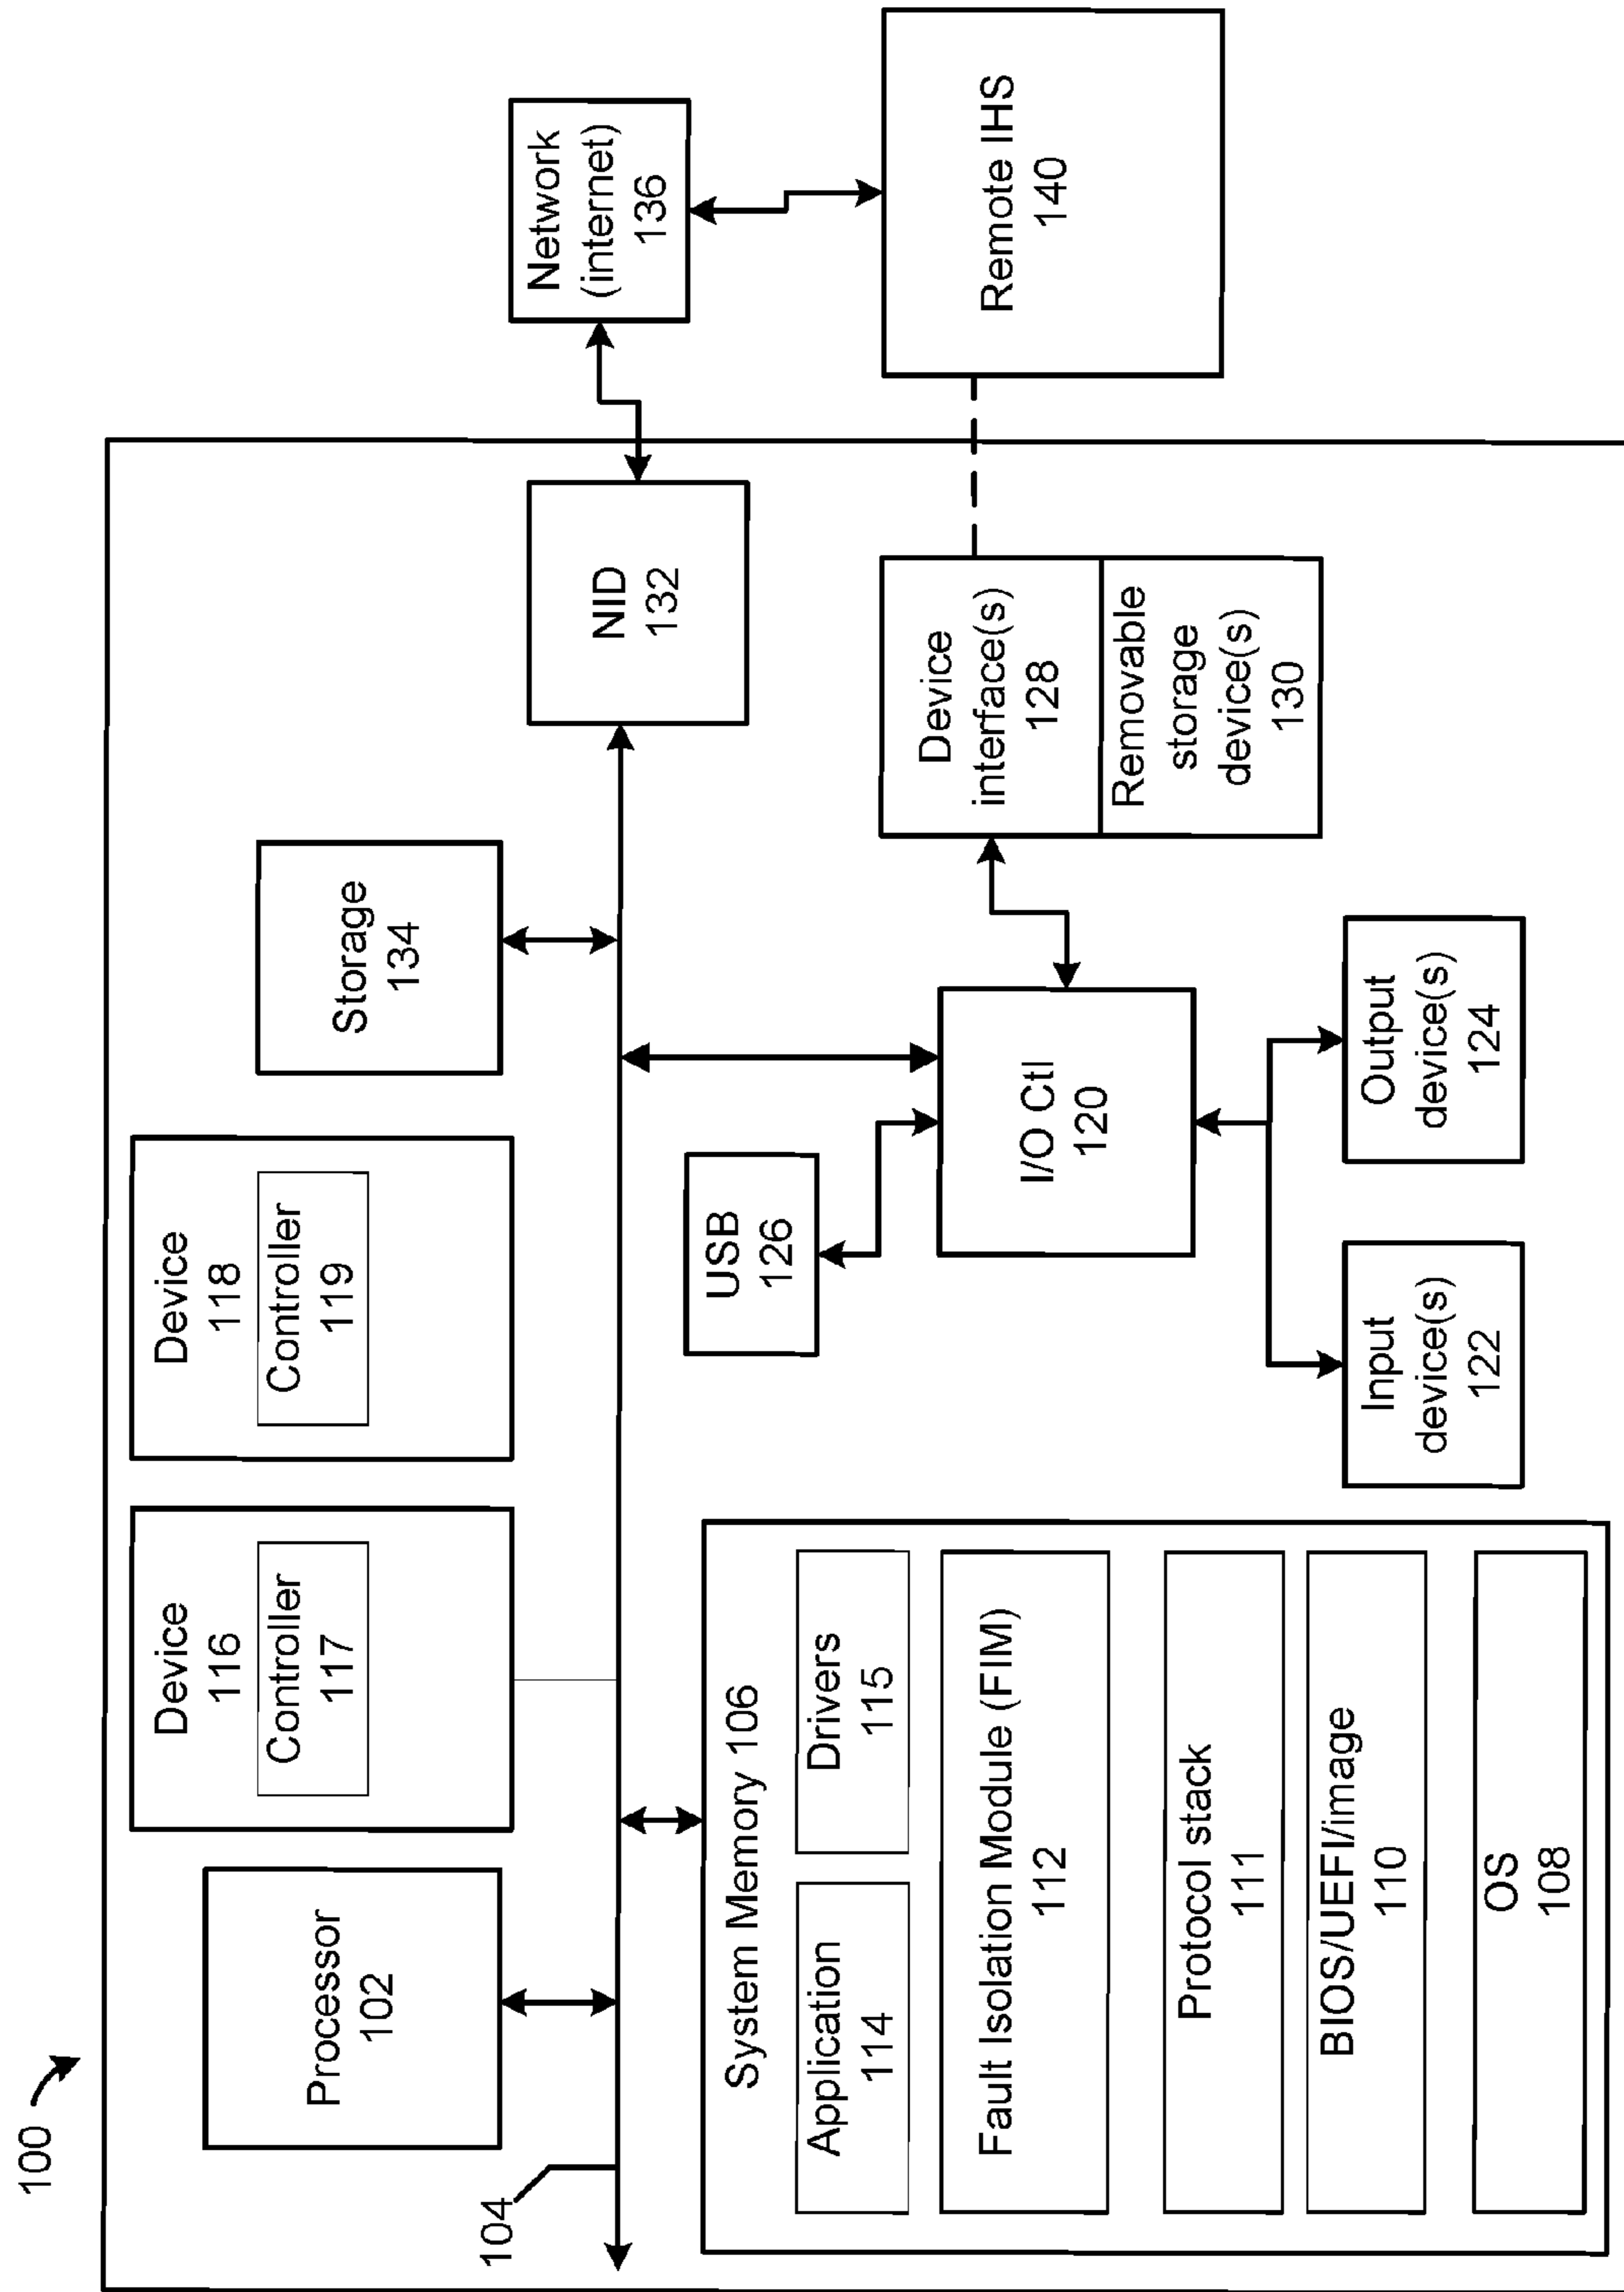 100
104
Processor
102
Device
116
Controller
117
Device
118
Controller
119
Storage
134
NID
132
Network
(internet)
136
Remote IHS
140
System Memory 106
Application
114
Drivers
115
Fault Isolation Module (FIM)
112
Protocol stack
111
BIOS/UEFI/image
110
OS
108
USB
126
I/O Ctl
120
Input
device(s)
122
Output
device(s)
124
Device
interface(s)
128
Removable
storage
device(s)
130